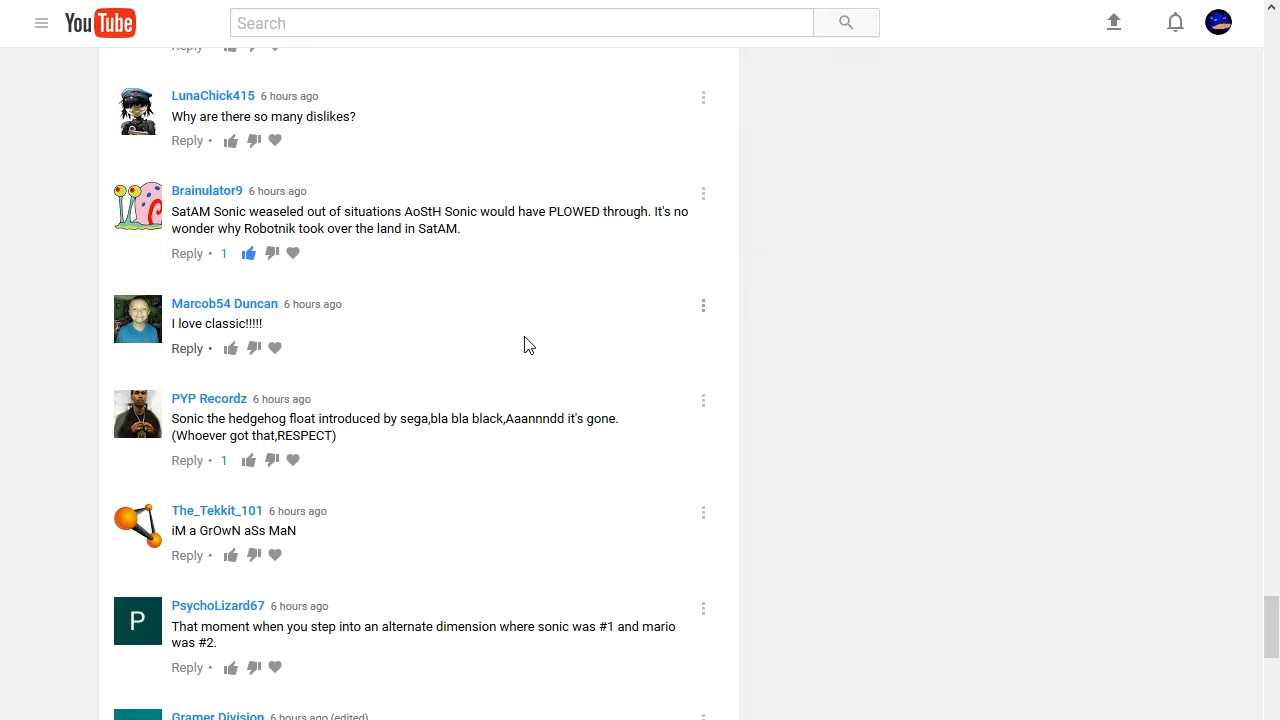 YouTube
Search
Reply
LunaChick415 6 hours ago
Why are there so many dislikes?
Reply •
Brainulator9 6 hours ago
SatAM Sonic weaseled out of situations AoStH Sonic would have PLOWED through. It's no
wonder why Robotnik took over the land in SatAM.
Reply • 1
Marcob54 Duncan 6 hours ago
I love classic!!!!!
Reply •
PYP Recordz 6 hours ago
Sonic the hedgehog float introduced by sega,bla bla black,Aaannndd it's gone.
(Whoever got that,RESPECT)
Reply • 1
The_Tekkit_101 6 hours ago
iM a GrOwN aSs MaN
Reply •
P
PsychoLizard67 6 hours ago
That moment when you step into an alternate dimension where sonic was #1 and mario
was #2.
Reply •
Gramer Division 6 hours ago (edited)